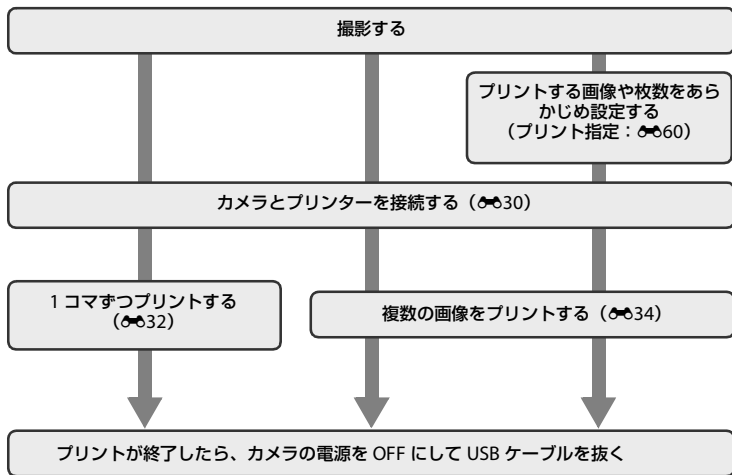 撮影する
プリントする画像や枚数をあら
かじめ設定する
（プリント指定：60）
カメラとプリンターを接続する（30）
1 コマずつプリントする
（32）
複数の画像をプリントする（34）
プリントが終了したら、カメラの電源を OFF にして USB ケーブルを抜く